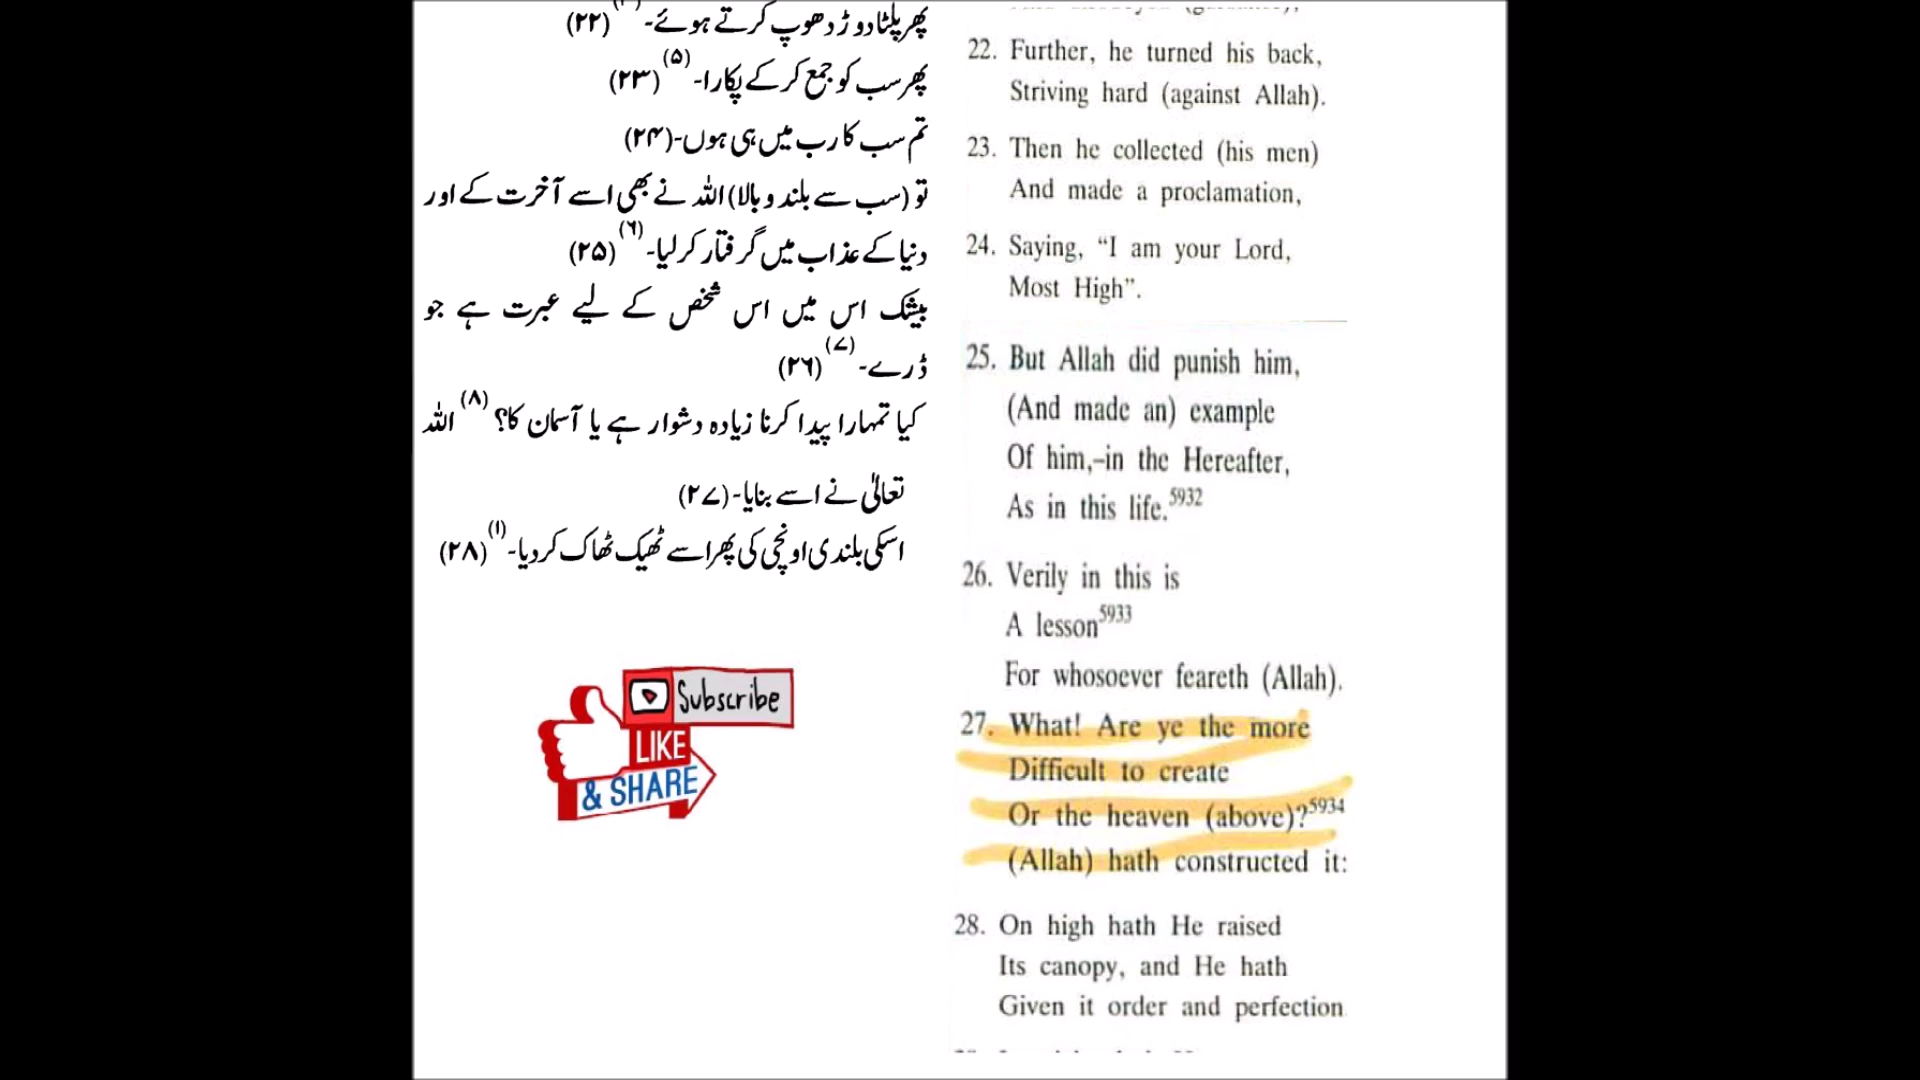 پھر پلٹا دوڑ دھوپ کرتے ہوئے۔ (۲۲)
پھر سب کو جمع کر کے پکارا۔(۵) (۲۳)
تم سب کا رب میں ہی ہوں۔ (۲۴)
تو (سب سے بلند و بالا) اللہ نے بھی اسے آخرت کے اور
دنیا کے عذاب میں گرفتار کر لیا۔(۶) (۲۵)
بیشک اس میں اس شخص کے لیے عبرت ہے جو
ڈرے۔(۷) (۲۶)
کیا تمہارا پیدا کرنا زیادہ دشوار ہے یا آسمان کا؟(۸) اللہ
تعالیٰ نے اسے بنایا۔ (۲۷)
اسکی بلندی اونچی کی پھر اسے ٹھیک ٹھاک کر دیا۔(۱) (۲۸)
Subscribe
LIKE
& SHARE
22. Further, he turned his back,
Striving hard (against Allah).
23. Then he collected (his men)
And made a proclamation,
24. Saying, “I am your Lord,
Most High”.
25. But Allah did punish him,
(And made an) example
Of him,–in the Hereafter,
As in this life.5932
26. Verily in this is
A lesson5933
For whosoever feareth (Allah).
27. What! Are ye the more
Difficult to create
Or the heaven (above)?5934
(Allah) hath constructed it:
28. On high hath He raised
Its canopy, and He hath
Given it order and perfection